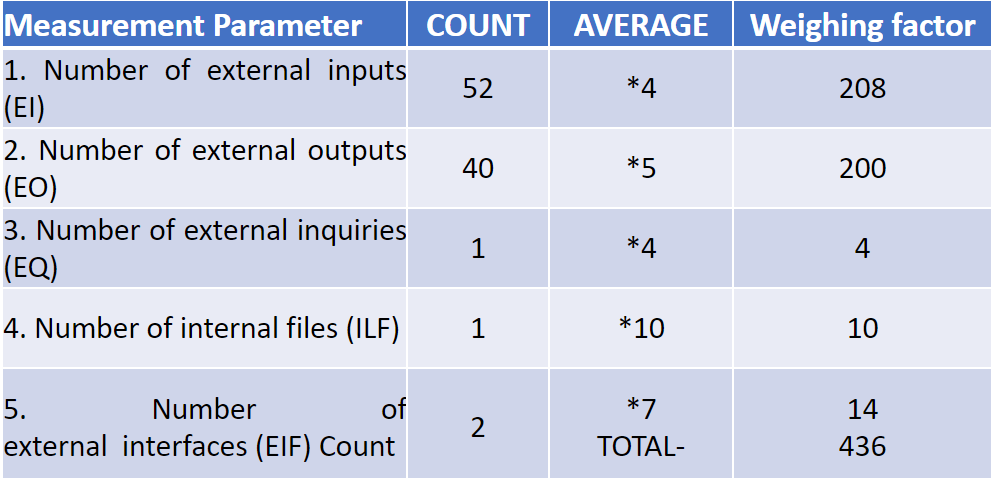 Measurement Parameter COUNT AVERAGE Weighing factor
1. Number of external inputs
(EI) 52 *4 208
2. Number of external outputs
(EO) 40 *5 200
3. Number of external inquiries
(EQ) 1 *4 4
4. Number of internal files (ILF) 1 *10 10
5. Number of
external interfaces (EIF) Count 2 *7 14
TOTAL- 436